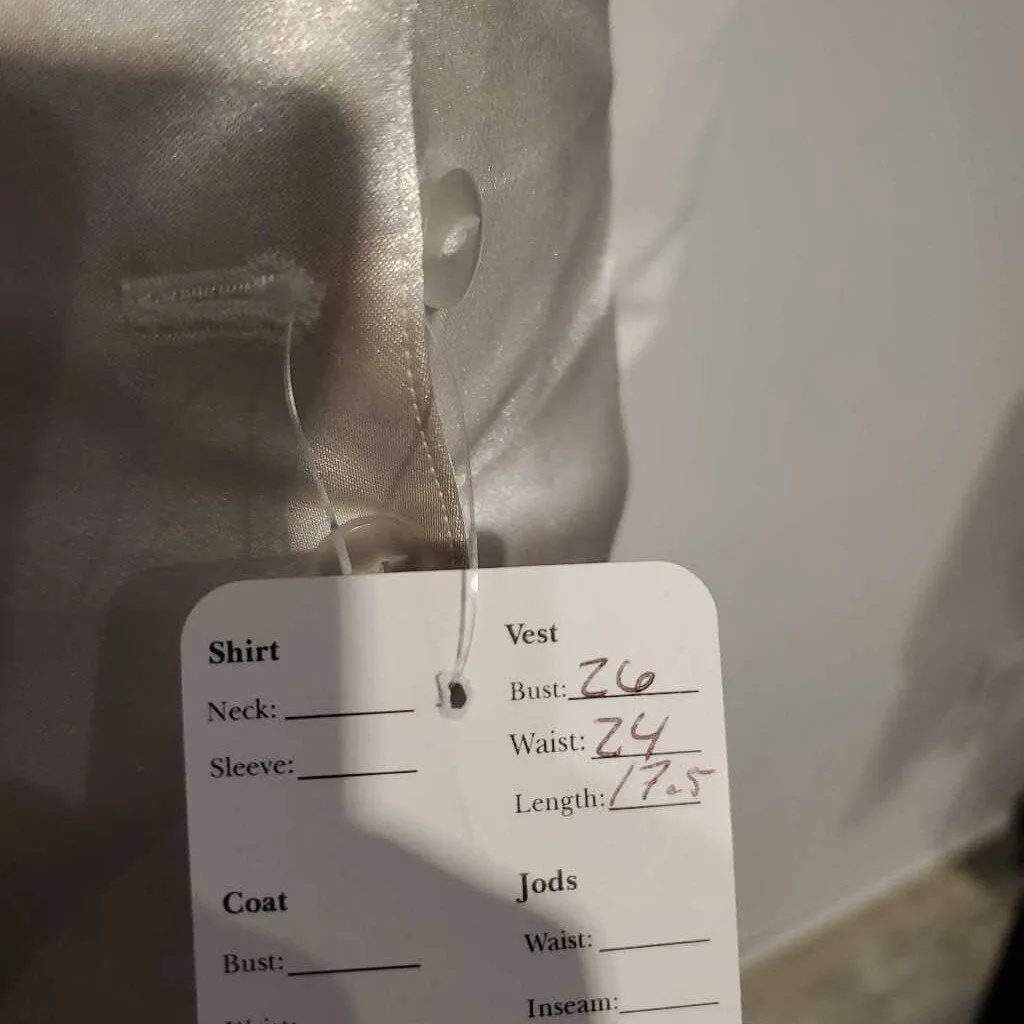 Shirt
Neck:
Sleeve:
Vest
Bust: 26
Waist: 24
Length: 17.5
Coat
Bust:
Jods
Waist:
Inseam: